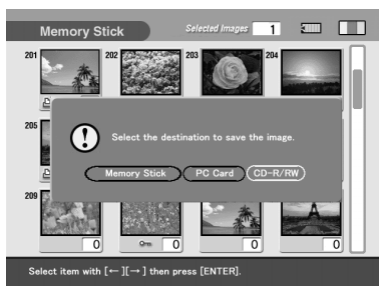 Memory Stick Selected Images 1
201 202 203 204
205
Select the destination to save the image.
Memory Stick PC Card CD-R/RW
209
0 0 0 0
Select item with [← ][→ ] then press [ENTER].